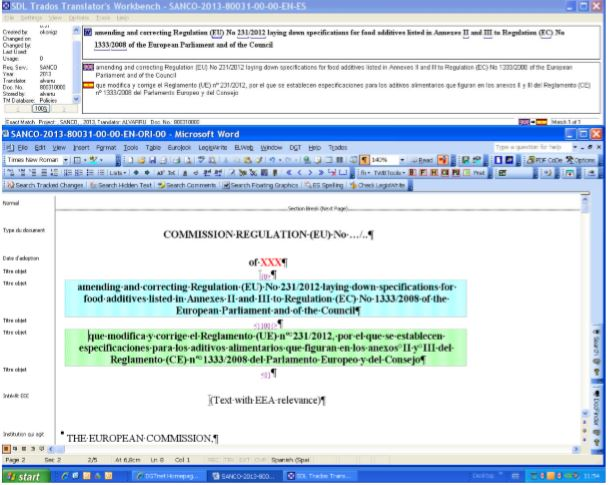 SDL Trados Translator's Workbench - SANCO-80031-00-00-EN-ES
File Settings View Options Tools Help
Created by:
Changed on
Changed by:
Last Used:
Usage: 0
Req. Serv.: SANCO
Year: 2013
Translator: alvarru
Doc. No.: 800310000
Stored by: alvarru
TM Database: Policies
100%
amending and correcting Regulation (EU) No 231/2012 laying down specifications for food additives listed in Annexes II and III to Regulation (EC) No
1333/2008 of the European Parliament and of the Council
amending and correcting Regulation (EU) No 231/2012 laying down specifications for food additives listed in Annexes II and III to Regulation (EC) No 1333/2008 of the European
Parliament and of the Council
que modifica y corrige el Reglamento (UE) nº 231/2012, por el que se establecen especificaciones para los aditivos alimentarios que figuran en los anexos II y III del Reglamento (CE)
nº 1333/2008 del Parlamento Europeo y del Consejo
Exact Match Project: SANCO, 2013, Translator: ALVARRU, Doc. No.: 800310000
Match 1 of 1
SANCO-2013-80031-00-00-EN-ORI-00 - Microsoft Word
File Edit View Insert Format Tools Table Eurolook LegisWrite ELWeb Window DGT Help Trados
Type a question for help
Times New Roman
140%
Read
PDF CoDe
Options
Lists
TWBTools
Search Tracked Changes
Search Hidden Text
Search Comments
Search Floating Graphics
ES Spelling
Check LegisWrite
Normal
Section Break (Next Page)
Type du document
COMMISSION·REGULATION·(EU)·No·…/..¶
Date d'adoption
of·XXX¶
Titre objet
Titre objet
amending·and·correcting·Regulation·(EU)·No·231/2012·laying·down·specifications·for·
food·additives·listed·in·Annexes·II·and·III·to·Regulation·(EC)·No·1333/2008·of·the·
European·Parliament·and·of·the·Council¶
Titre objet
Titre objet
que·modifica·y·corrige·el·Reglamento·(UE)·n.º°231/2012,·por·el·que·se·establecen·
especificaciones·para·los·aditivos·alimentarios·que·figuran·en·los·anexos°II·y°III·del·
Reglamento·(CE)·n.º°1333/2008·del·Parlamento·Europeo·y·del·Consejo¶
Titre objet
(Text·with·EEA·relevance)¶
Institution qui agit
THE·EUROPEAN·COMMISSION,¶
Page 2 Sec 2 2/5 At 6,8cm Ln 8 Col 1 REC TRK EXT OVR Spanish (Spai
start
DGTnet Homepag...
SANCO-2013-800...
SDL Trados Trans...
11:54